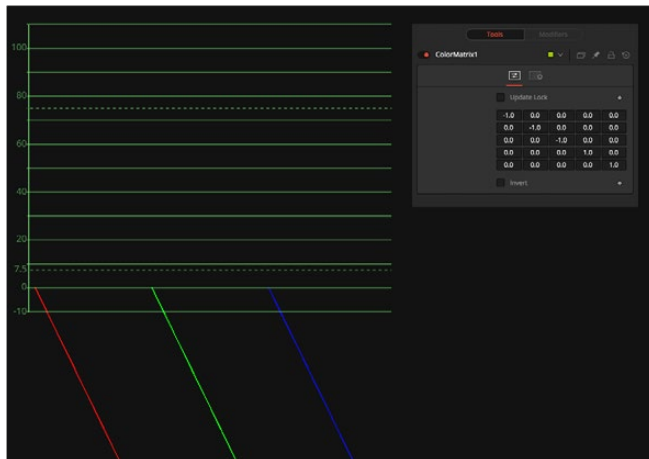 100
80
60
40
20
7.5
0
-10
Tools Modifiers
ColorMatrix1
Update Lock
-1.0 0.0 0.0 0.0 0.0
0.0 -1.0 0.0 0.0 0.0
0.0 0.0 -1.0 0.0 0.0
0.0 0.0 0.0 1.0 0.0
0.0 0.0 0.0 0.0 1.0
Invert